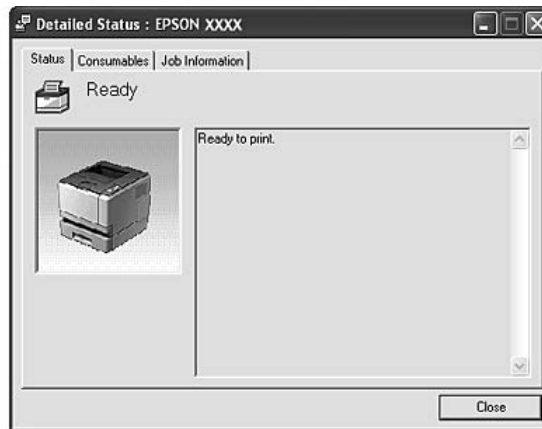 Detailed Status : EPSON XXXX
Status Consumables Job Information
Ready
Ready to print.
Close